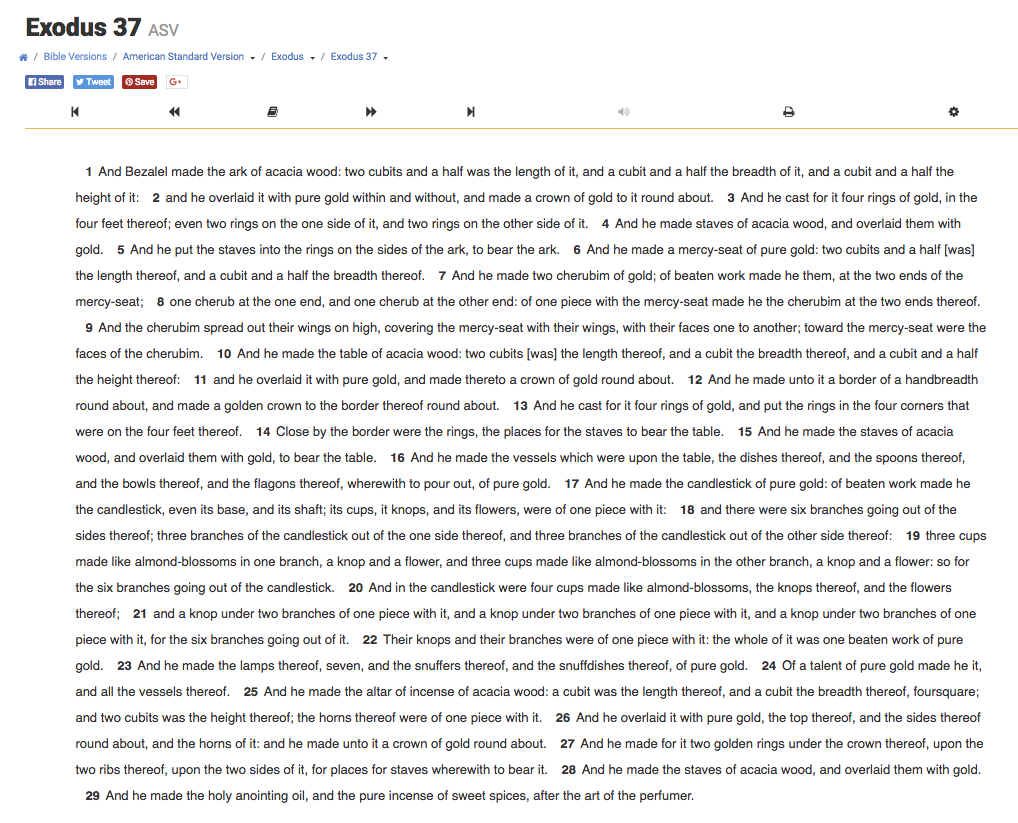 Exodus 37 ASV
/ Bible Versions / American Standard Version / Exodus / Exodus 37
Share Tweet Save G+
1 And Bezalel made the ark of acacia wood: two cubits and a half was the length of it, and a cubit and a half the breadth of it, and a cubit and a half the
height of it: 2 and he overlaid it with pure gold within and without, and made a crown of gold to it round about. 3 And he cast for it four rings of gold, in the
four feet thereof; even two rings on the one side of it, and two rings on the other side of it. 4 And he made staves of acacia wood, and overlaid them with
gold. 5 And he put the staves into the rings on the sides of the ark, to bear the ark. 6 And he made a mercy-seat of pure gold: two cubits and a half [was]
the length thereof, and a cubit and a half the breadth thereof. 7 And he made two cherubim of gold; of beaten work made he them, at the two ends of the
mercy-seat; 8 one cherub at the one end, and one cherub at the other end: of one piece with the mercy-seat made he the cherubim at the two ends thereof.
9 And the cherubim spread out their wings on high, covering the mercy-seat with their wings, with their faces one to another; toward the mercy-seat were the
faces of the cherubim. 10 And he made the table of acacia wood: two cubits [was] the length thereof, and a cubit the breadth thereof, and a cubit and a half
the height thereof: 11 and he overlaid it with pure gold, and made thereto a crown of gold round about. 12 And he made unto it a border of a handbreadth
round about, and made a golden crown to the border thereof round about. 13 And he cast for it four rings of gold, and put the rings in the four corners that
were on the four feet thereof. 14 Close by the border were the rings, the places for the staves to bear the table. 15 And he made the staves of acacia
wood, and overlaid them with gold, to bear the table. 16 And he made the vessels which were upon the table, the dishes thereof, and the spoons thereof,
and the bowls thereof, and the flagons thereof, wherewith to pour out, of pure gold. 17 And he made the candlestick of pure gold: of beaten work made he
the candlestick, even its base, and its shaft; its cups, it knops, and its flowers, were of one piece with it: 18 and there were six branches going out of the
sides thereof; three branches of the candlestick out of the one side thereof, and three branches of the candlestick out of the other side thereof: 19 three cups
made like almond-blossoms in one branch, a knop and a flower, and three cups made like almond-blossoms in the other branch, a knop and a flower: so for
the six branches going out of the candlestick. 20 And in the candlestick were four cups made like almond-blossoms, the knops thereof, and the flowers
thereof; 21 and a knop under two branches of one piece with it, and a knop under two branches of one piece with it, and a knop under two branches of one
piece with it, for the six branches going out of it. 22 Their knops and their branches were of one piece with it: the whole of it was one beaten work of pure
gold. 23 And he made the lamps thereof, seven, and the snuffers thereof, and the snuffdishes thereof, of pure gold. 24 Of a talent of pure gold made he it,
and all the vessels thereof. 25 And he made the altar of incense of acacia wood: a cubit was the length thereof, and a cubit the breadth thereof, foursquare;
and two cubits was the height thereof; the horns thereof were of one piece with it. 26 And he overlaid it with pure gold, the top thereof, and the sides thereof
round about, and the horns of it: and he made unto it a crown of gold round about. 27 And he made for it two golden rings under the crown thereof, upon the
two ribs thereof, upon the two sides of it, for places for staves wherewith to bear it. 28 And he made the staves of acacia wood, and overlaid them with gold.
29 And he made the holy anointing oil, and the pure incense of sweet spices, after the art of the perfumer.